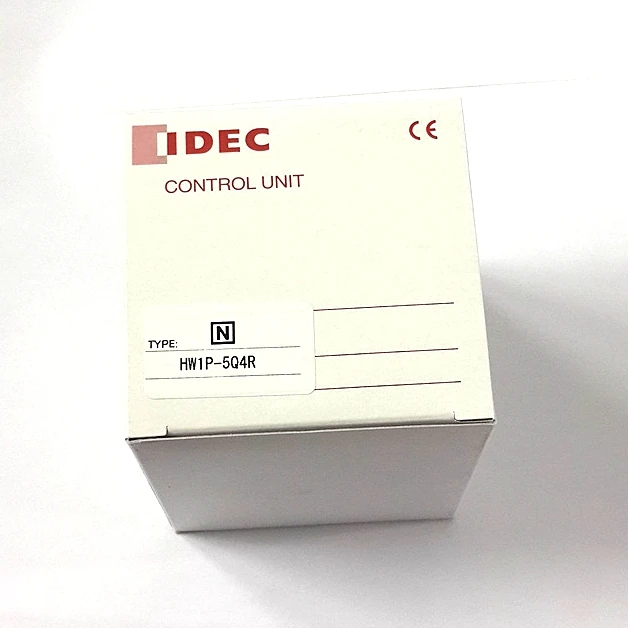 IDEC
CE
CONTROL UNIT
TYPE: N
HW1P-5Q4R